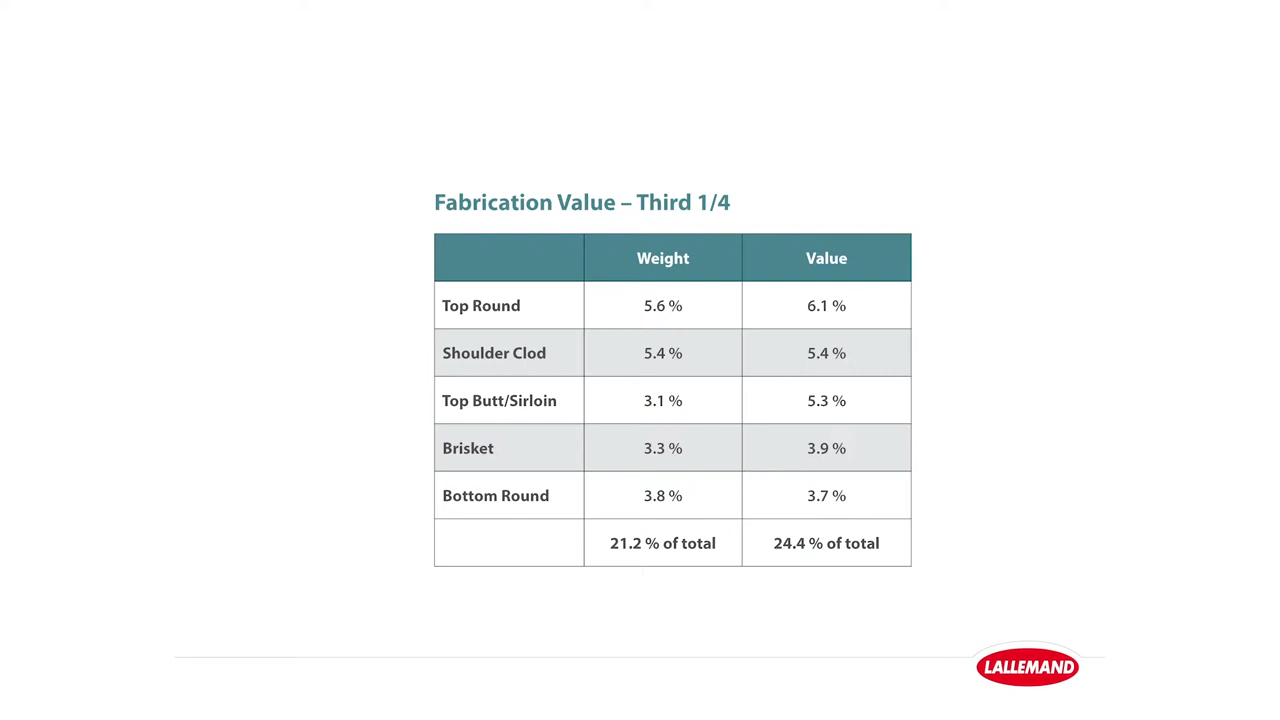 Fabrication Value – Third 1/4
Weight Value
Top Round 5.6 % 6.1 %
Shoulder Clod 5.4 % 5.4 %
Top Butt/Sirloin 3.1 % 5.3 %
Brisket 3.3 % 3.9 %
Bottom Round 3.8 % 3.7 %
21.2 % of total 24.4 % of total
LALLEMAND